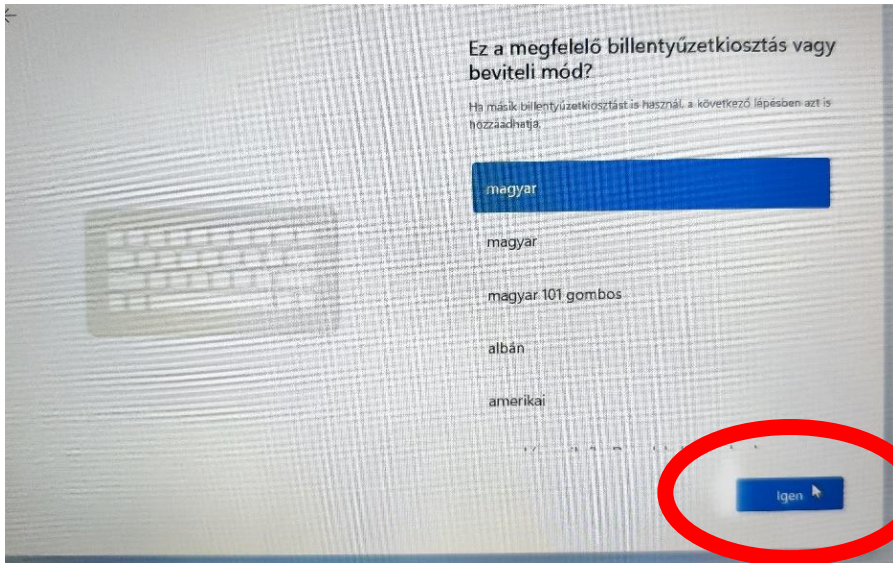 Ez a megfelelő billentyűzetkiosztás vagy
beviteli mód?
Ha másik billentyűzetkiosztást is használ, a következő lépésben azt is
hozzáadhatja.
magyar
magyar
magyar 101 gombos
albán
amerikai
Igen